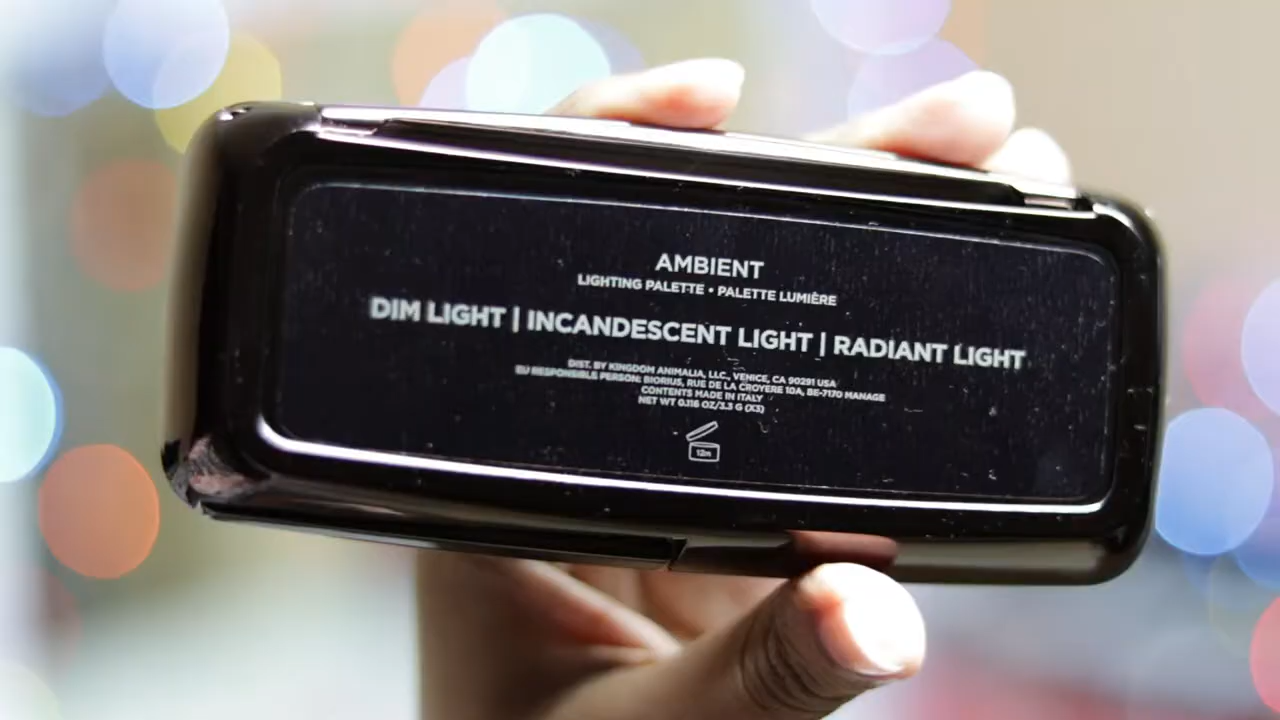 AMBIENT
LIGHTING PALETTE • PALETTE LUMIÈRE
DIM LIGHT | INCANDESCENT LIGHT | RADIANT LIGHT
DIST. BY KINGDOM ANIMALIA, LLC., VENICE, CA 90291 USA
EU RESPONSIBLE PERSON: BIORIUS, RUE DE LA CROYERE 10A, BE-7170 MANAGE
CONTENTS MADE IN ITALY
NET WT 0.116 OZ/3.3 G (X3)
12m